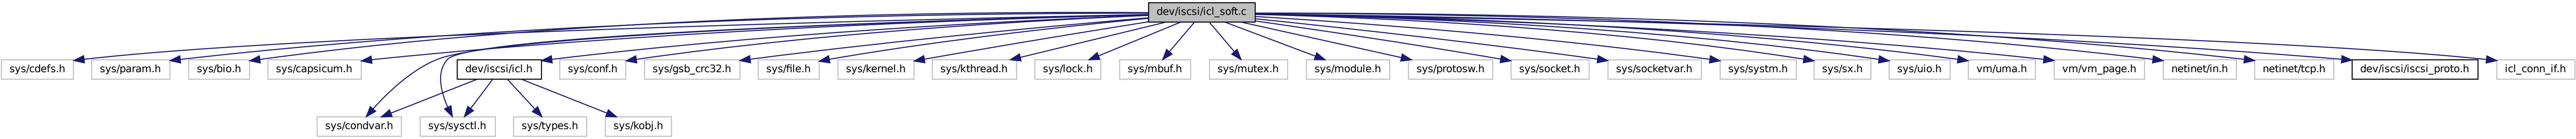 dev/iscsi/icl_soft.c
sys/cdefs.h
sys/param.h
sys/bio.h
sys/capsicum.h
dev/iscsi/icl.h
sys/conf.h
sys/gsb_crc32.h
sys/file.h
sys/kernel.h
sys/kthread.h
sys/lock.h
sys/mbuf.h
sys/mutex.h
sys/module.h
sys/protosw.h
sys/socket.h
sys/socketvar.h
sys/systm.h
sys/sx.h
sys/uio.h
vm/uma.h
vm/vm_page.h
netinet/in.h
netinet/tcp.h
dev/iscsi/iscsi_proto.h
icl_conn_if.h
sys/condvar.h
sys/sysctl.h
sys/types.h
sys/kobj.h